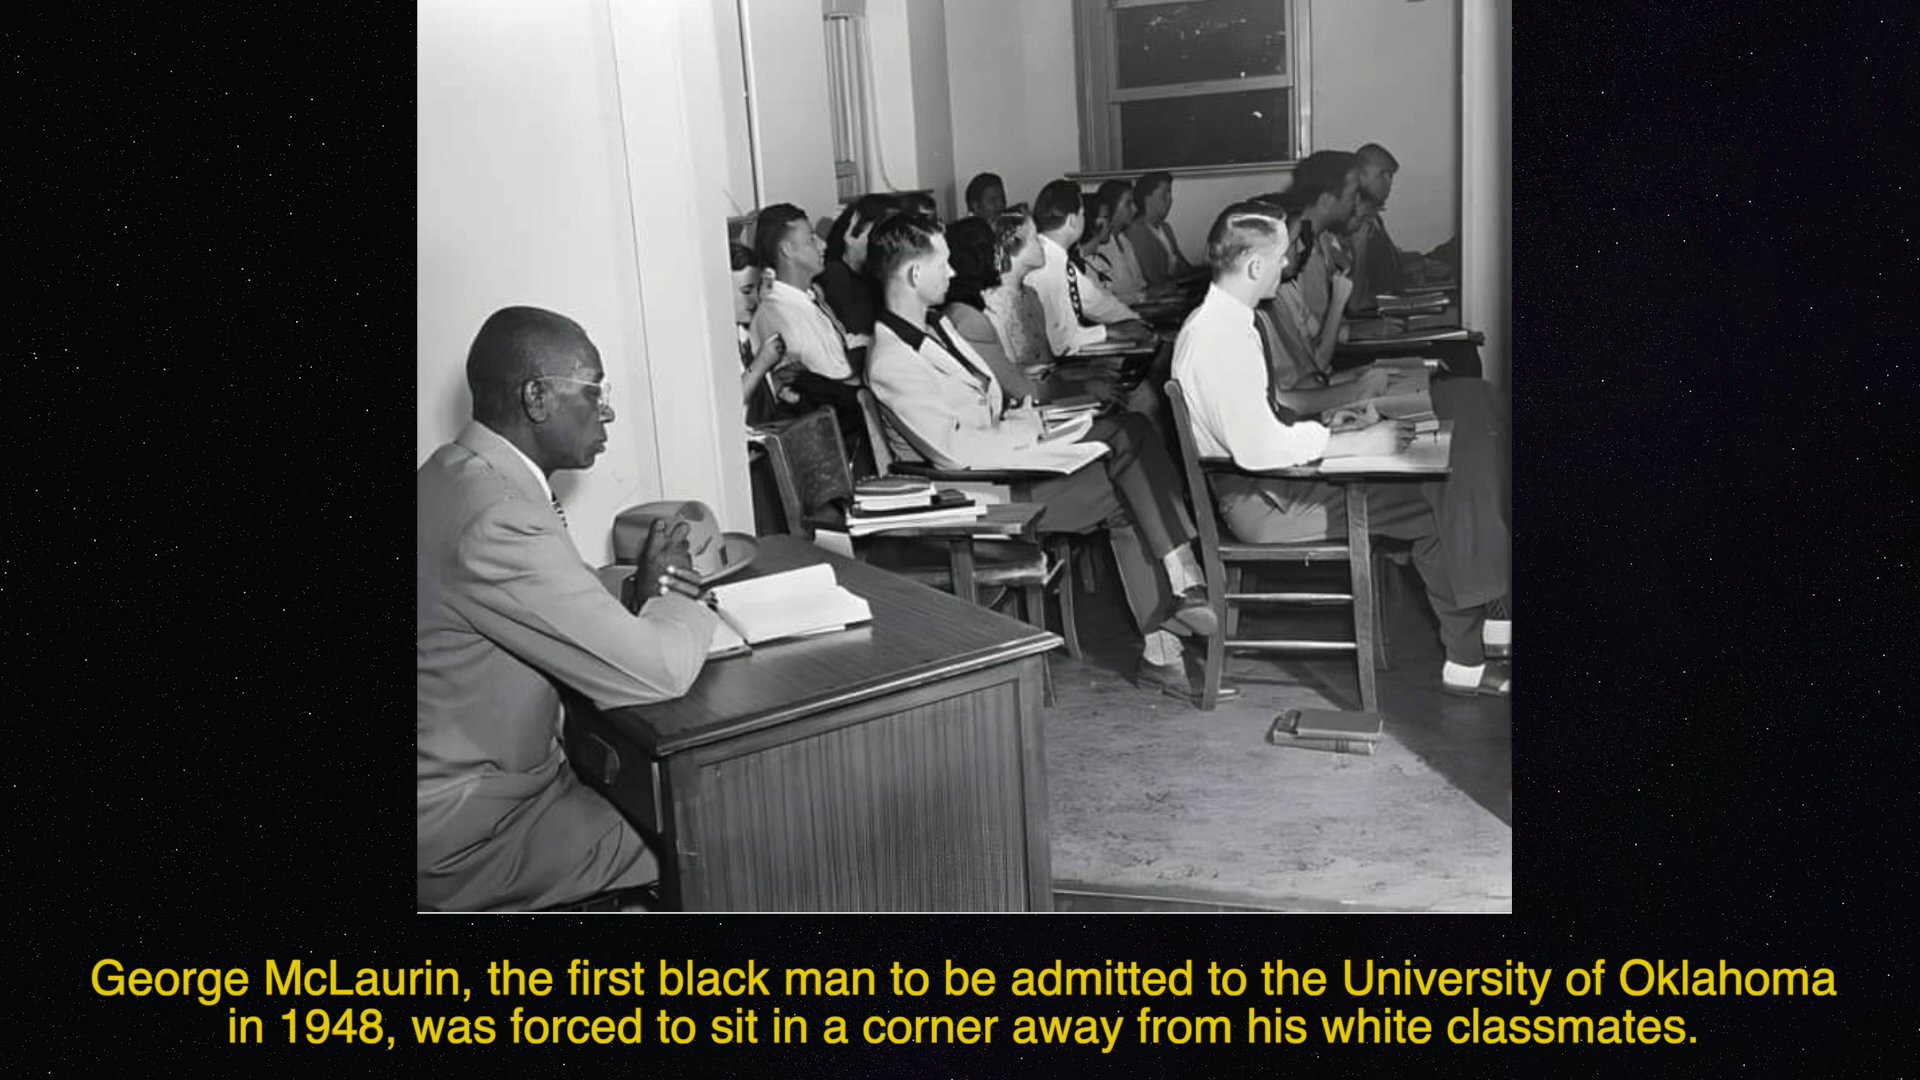 George McLaurin, the first black man to be admitted to the University of Oklahoma
in 1948, was forced to sit in a corner away from his white classmates.